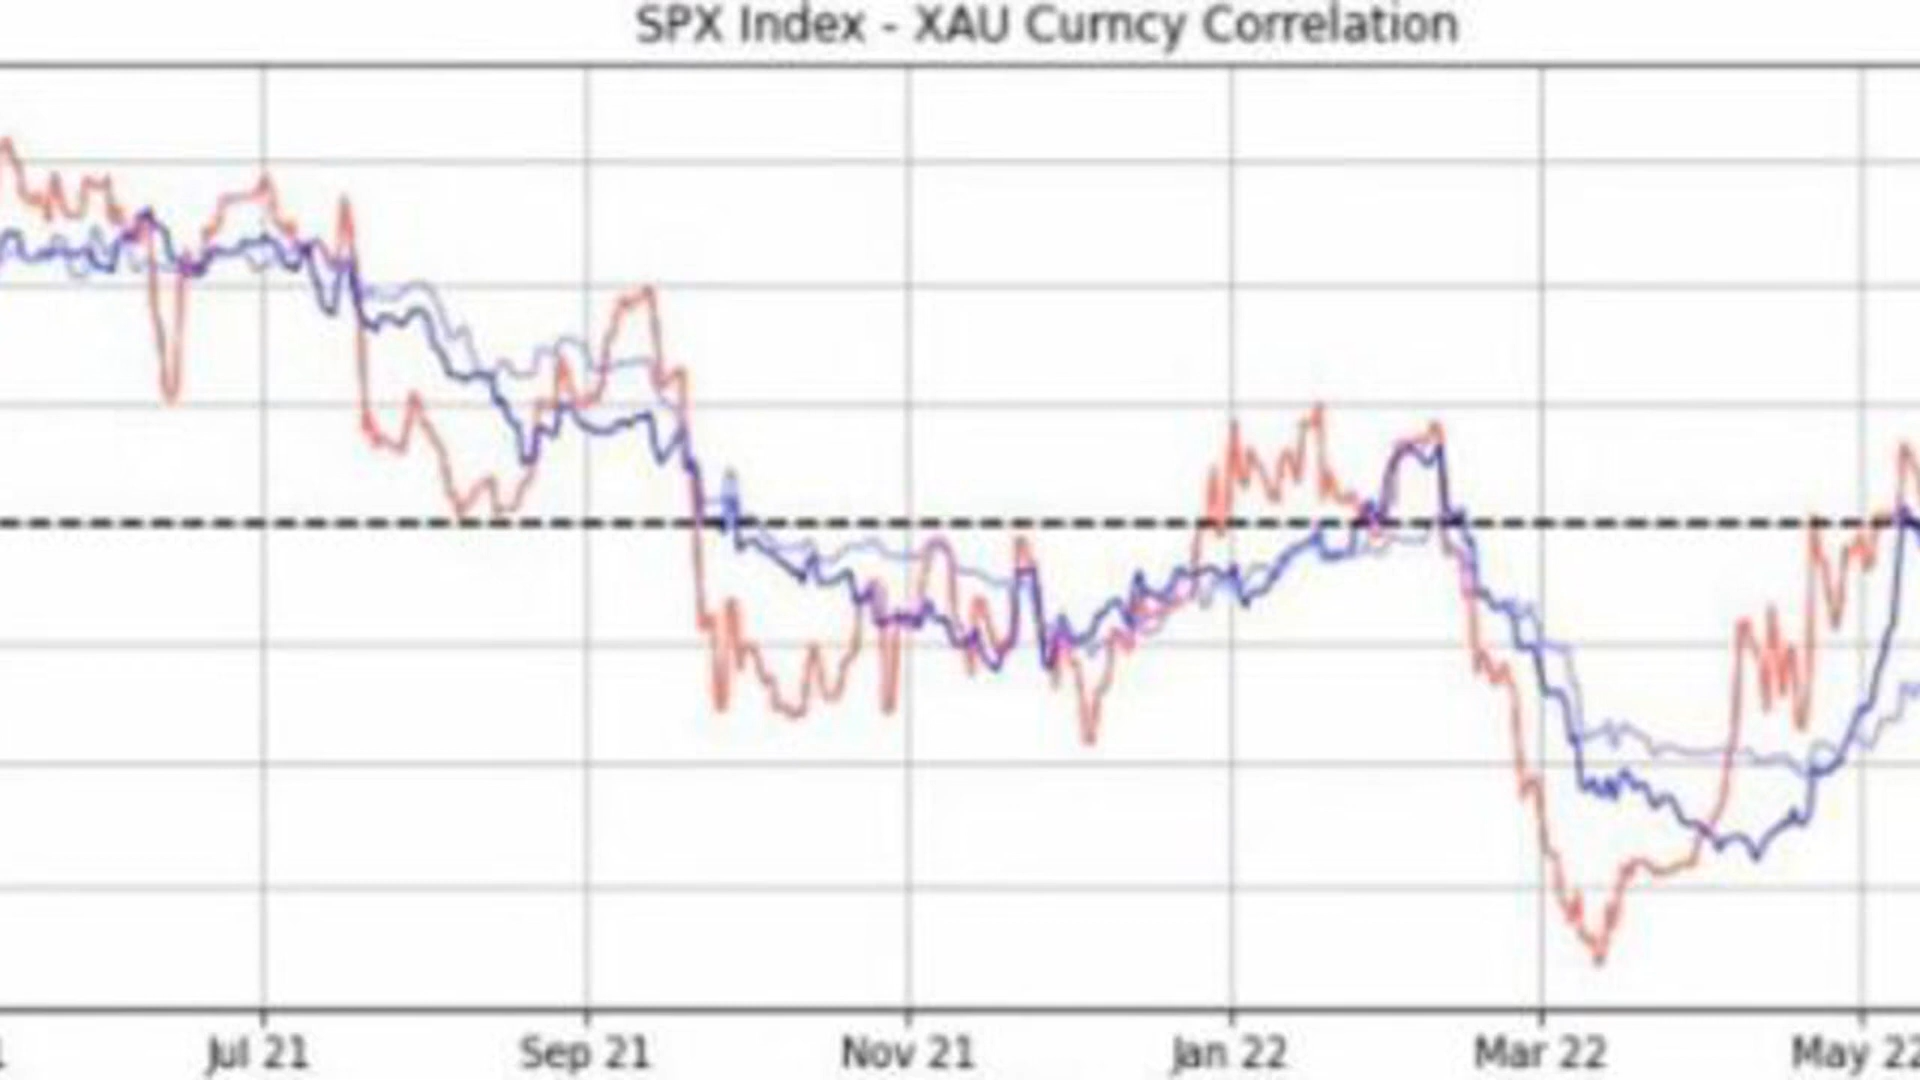 SPX Index - XAU Curncy Correlation
Jul 21 Sep 21 Nov 21 Jan 22 Mar 22 May 22